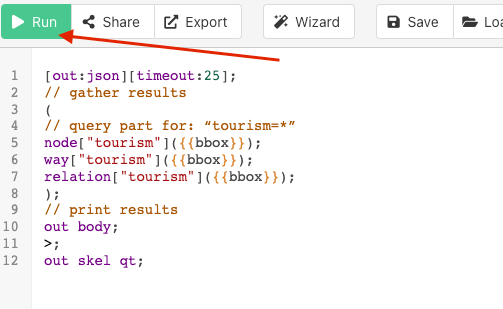 Run Share Export Wizard Save Loa
1 [out:json][timeout:25];
2 // gather results
3 (
4 // query part for: “tourism=*”
5 node["tourism"]({{bbox}});
6 way["tourism"]({{bbox}});
7 relation["tourism"]({{bbox}});
8 );
9 // print results
10 out body;
11 >;
12 out skel qt;